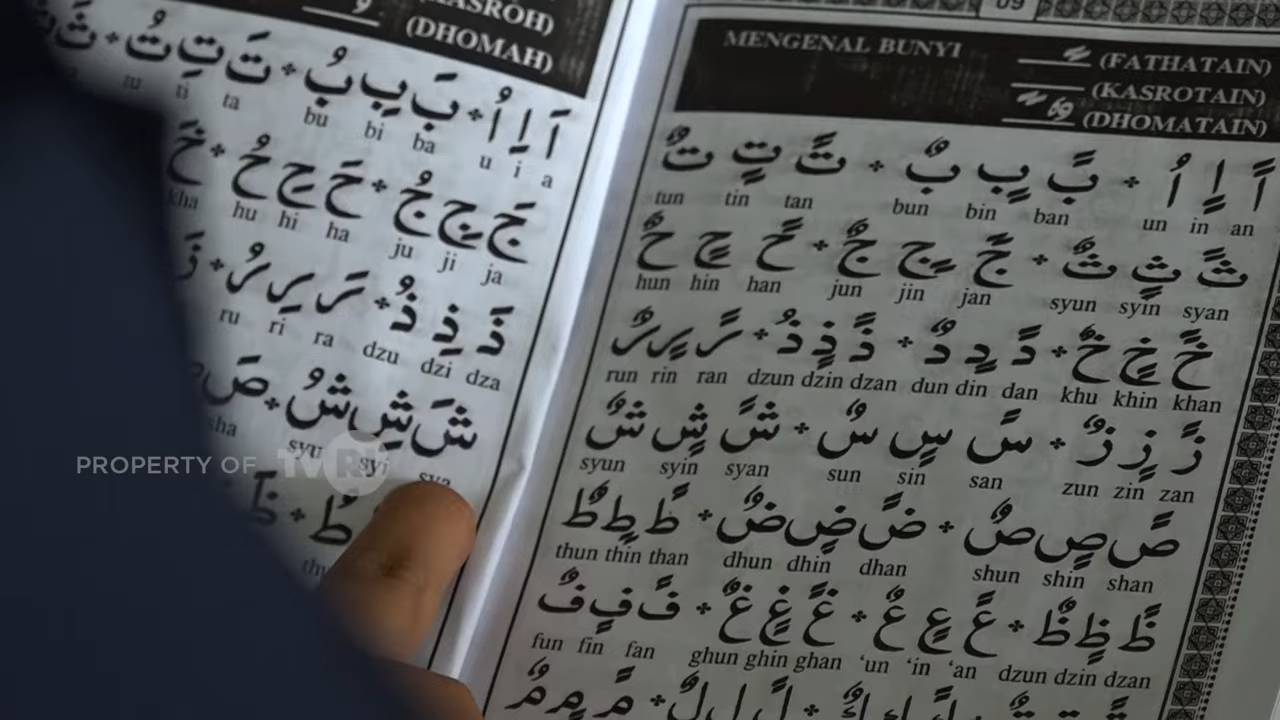 (KASROH)
(DHOMAH)
اَ اِ اُ * بَ بِ بُ * تَ تِ تُ
a i u ba bi bu ta ti tu
جَ جِ جُ * حَ حِ حُ * خَ
ja ji ju ha hi hu kha
ذَ ذِ ذُ * رَ رِ رُ *
dza dzi dzu ra ri ru
شَ شِ شُ * صَ
sya syi syu sha
طُ * ظَ
thu
09
MENGENAL BUNYI ـً (FATHATAIN)
(KASROTAIN)
(DHOMATAIN)
اً اٍ اٌ * بً بٍ بٌ * تً تٍ تٌ
an in un ban bin bun tan tin tun
ثً ثٍ ثٌ * جً جٍ جٌ * حً حٍ حٌ
syan syin syun jan jin jun han hin hun
خً خٍ خٌ * دً دٍ دٌ * ذً ذٍ ذٌ * رً رٍ رٌ
khan khin khu dan din dun dzan dzin dzun ran rin run
زً زٍ زٌ * سً سٍ سٌ * شً شٍ شٌ
zan zin zun san sin sun syan syin syun
صً صٍ صٌ * ضً ضٍ ضٌ * طً طٍ طٌ
shan shin shun dhan dhin dhun than thin thun
ظً ظٍ ظٌ * عً عٍ عٌ * غً غٍ غٌ * فً فٍ فٌ
dzan dzin dzun ‘an ‘in ‘un ghan ghin ghun fan fin fun
لً لٍ لٌ * مً مٍ مٌ
PROPERTY OF TVRI